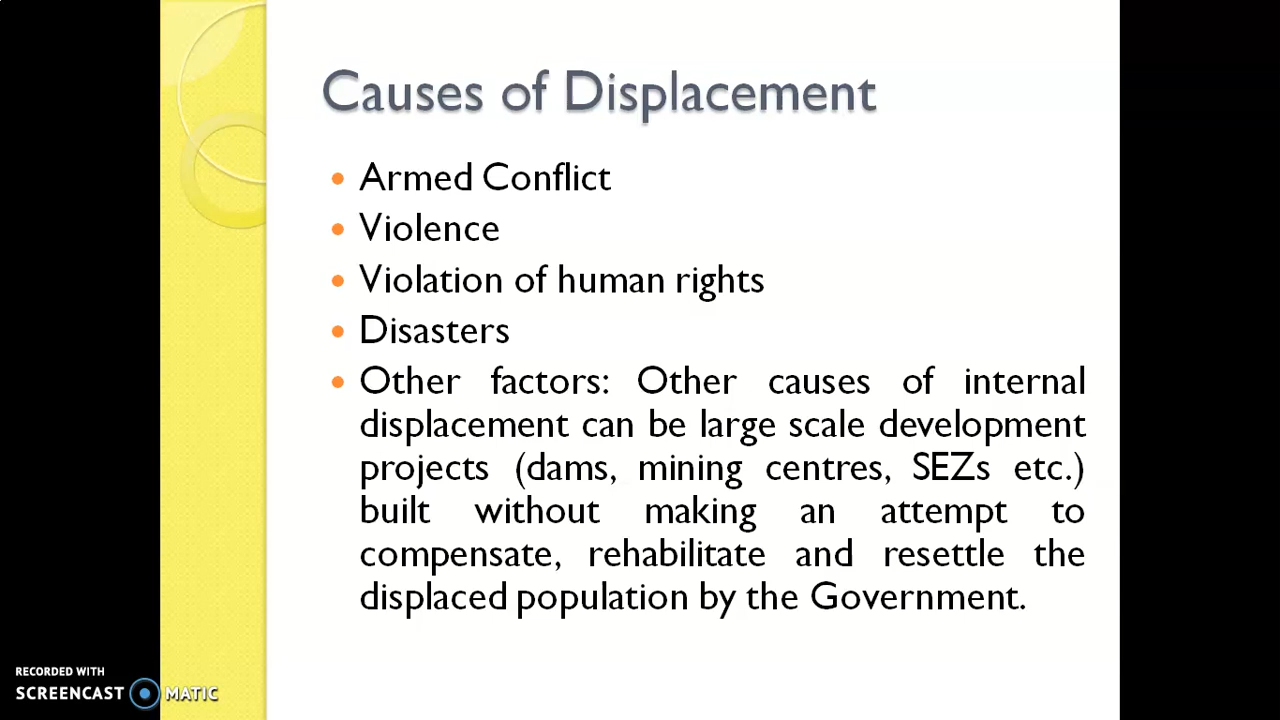 Causes of Displacement
• Armed Conflict
• Violence
• Violation of human rights
• Disasters
• Other factors: Other causes of internal
displacement can be large scale development
projects (dams, mining centres, SEZs etc.)
built without making an attempt to
compensate, rehabilitate and resettle the
displaced population by the Government.
RECORDED WITH
SCREENCAST MATIC